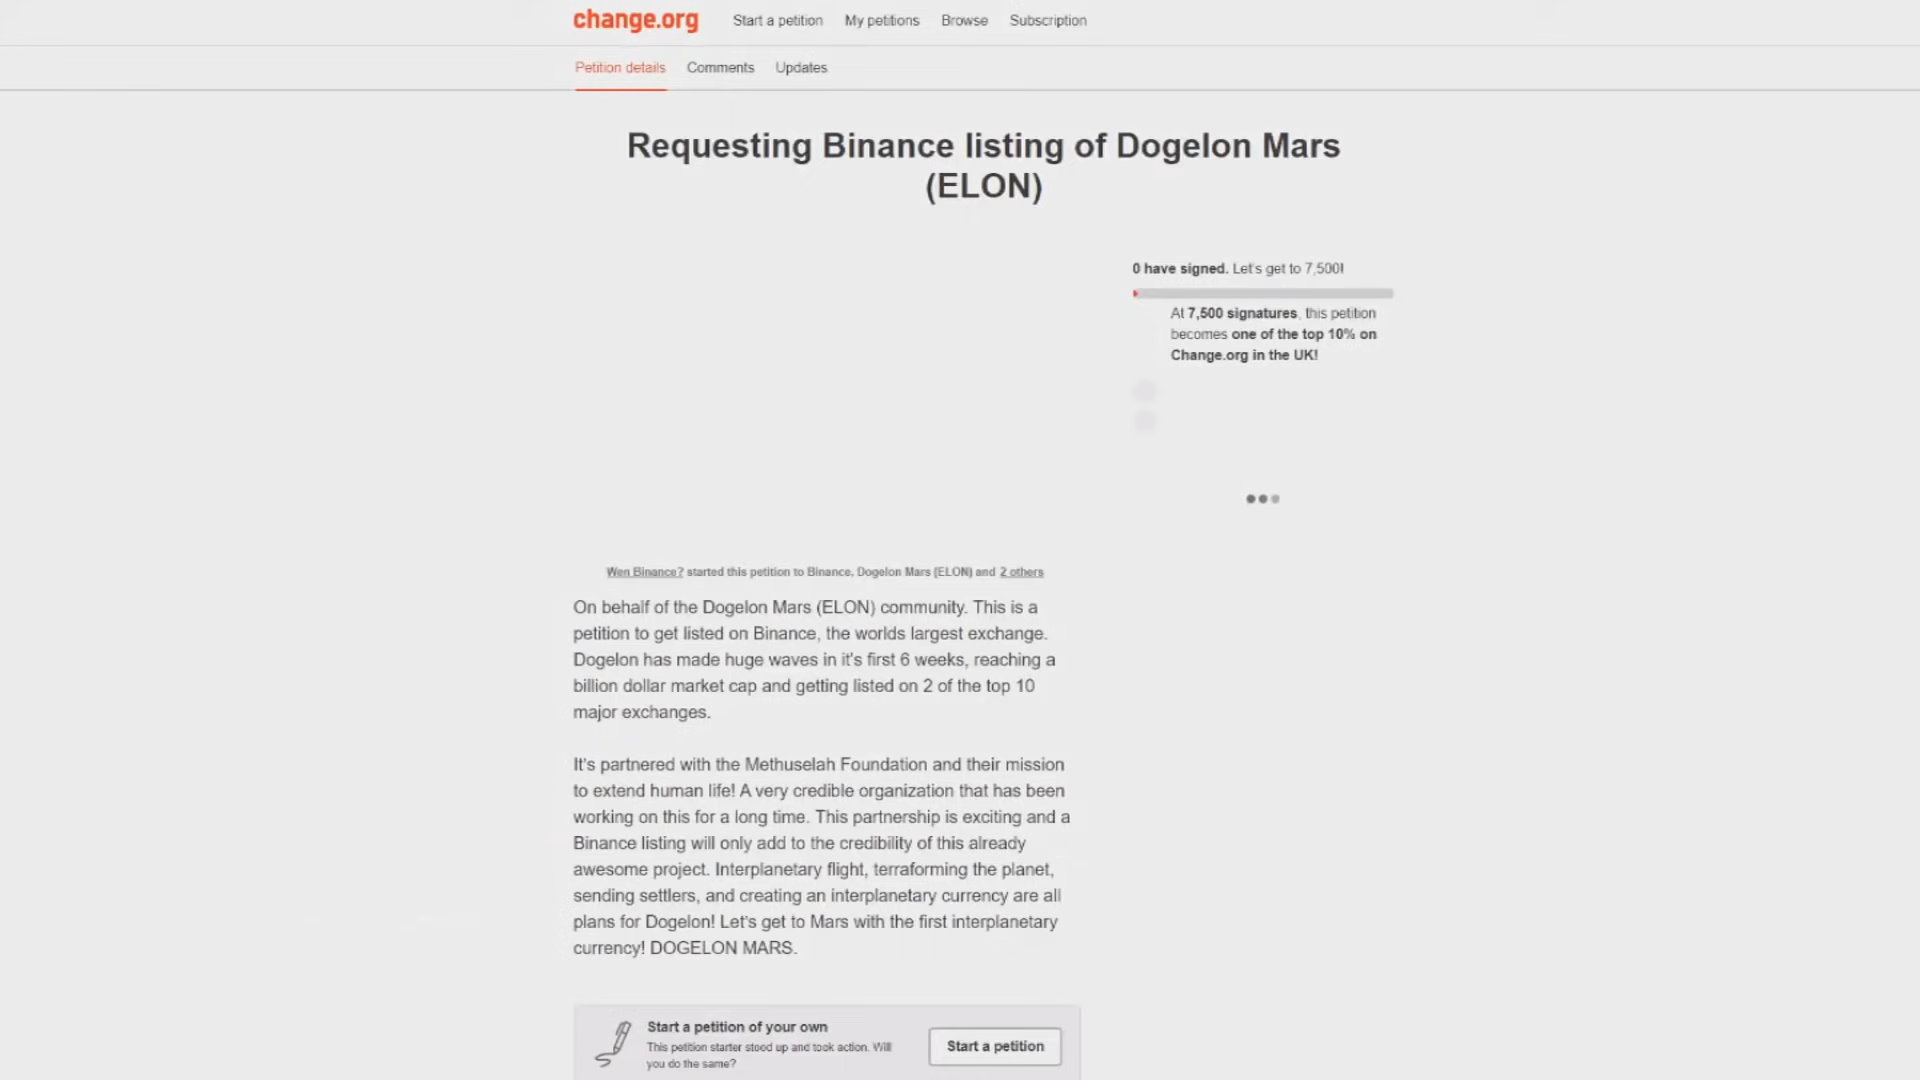 change.org Start a petition My petitions Browse Subscription
Petition details Comments Updates
Requesting Binance listing of Dogelon Mars
(ELON)
0 have signed. Let's get to 7,500!
At 7,500 signatures, this petition
becomes one of the top 10% on
Change.org in the UK!
Wen Binance? started this petition to Binance, Dogelon Mars (ELON) and 2 others
On behalf of the Dogelon Mars (ELON) community. This is a
petition to get listed on Binance, the worlds largest exchange.
Dogelon has made huge waves in it's first 6 weeks, reaching a
billion dollar market cap and getting listed on 2 of the top 10
major exchanges.
It's partnered with the Methuselah Foundation and their mission
to extend human life! A very credible organization that has been
working on this for a long time. This partnership is exciting and a
Binance listing will only add to the credibility of this already
awesome project. Interplanetary flight, terraforming the planet,
sending settlers, and creating an interplanetary currency are all
plans for Dogelon! Let's get to Mars with the first interplanetary
currency! DOGELON MARS.
Start a petition of your own
This petition starter stood up and took action. Will
you do the same?
Start a petition